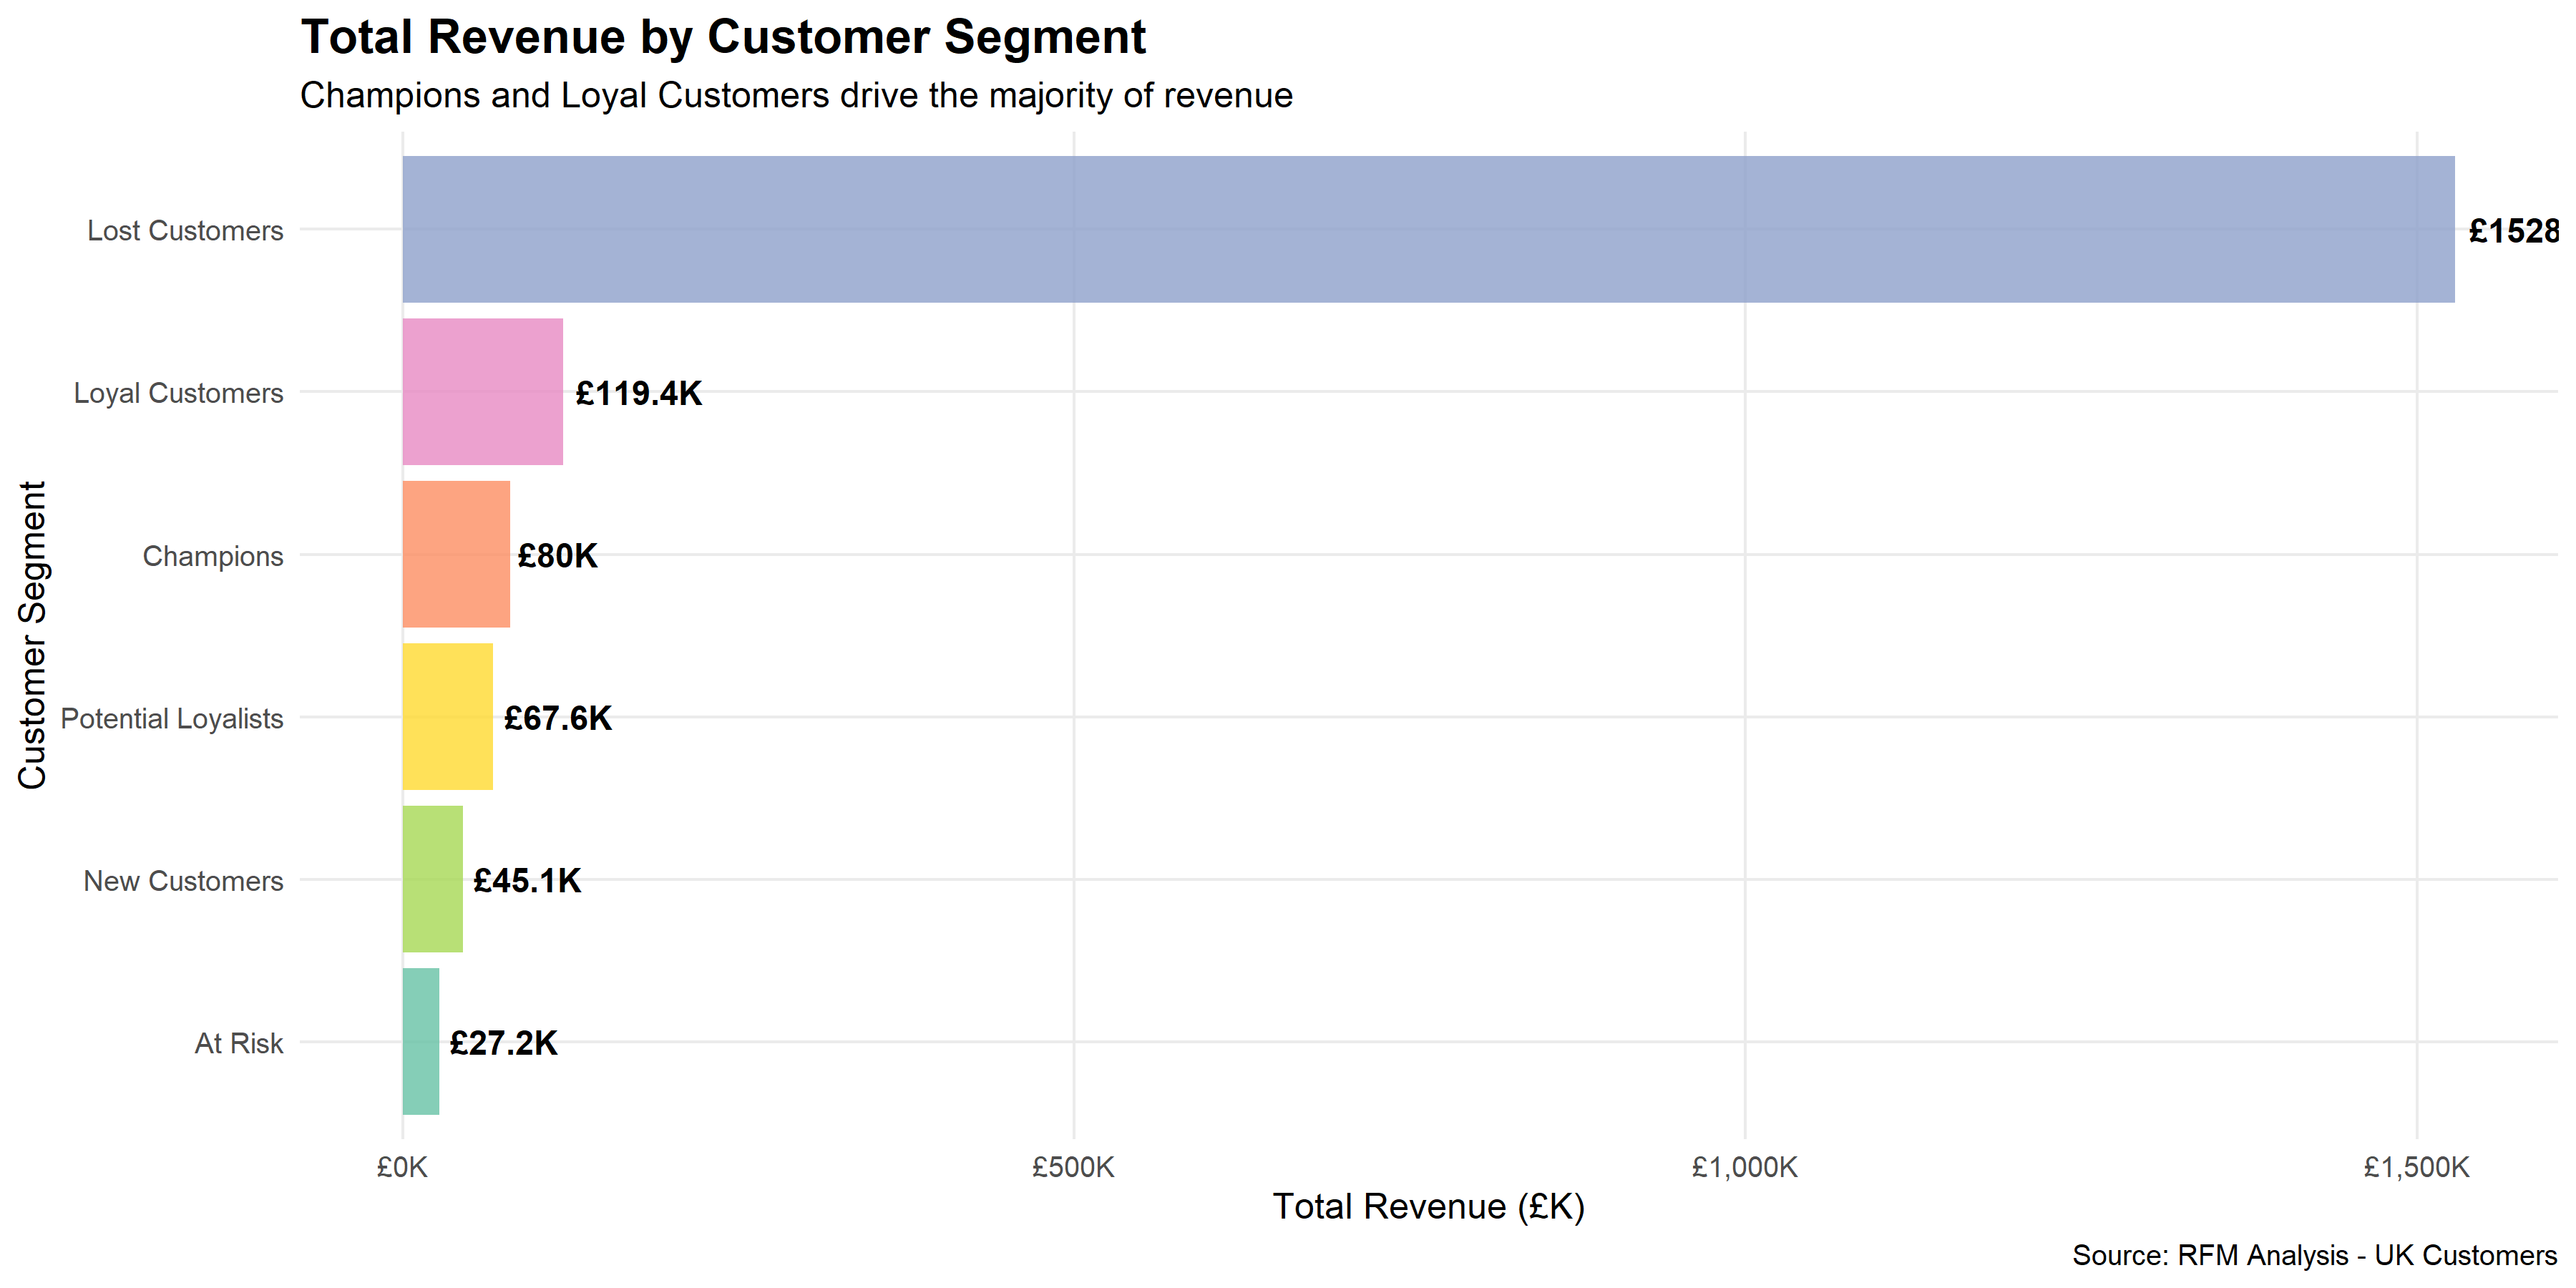 Total Revenue by Customer Segment
Champions and Loyal Customers drive the majority of revenue
Customer Segment
Lost Customers
£1528
Loyal Customers
£119.4K
Champions
£80K
Potential Loyalists
£67.6K
New Customers
£45.1K
At Risk
£27.2K
£0K
£500K
£1,000K
£1,500K
Total Revenue (£K)
Source: RFM Analysis - UK Customers